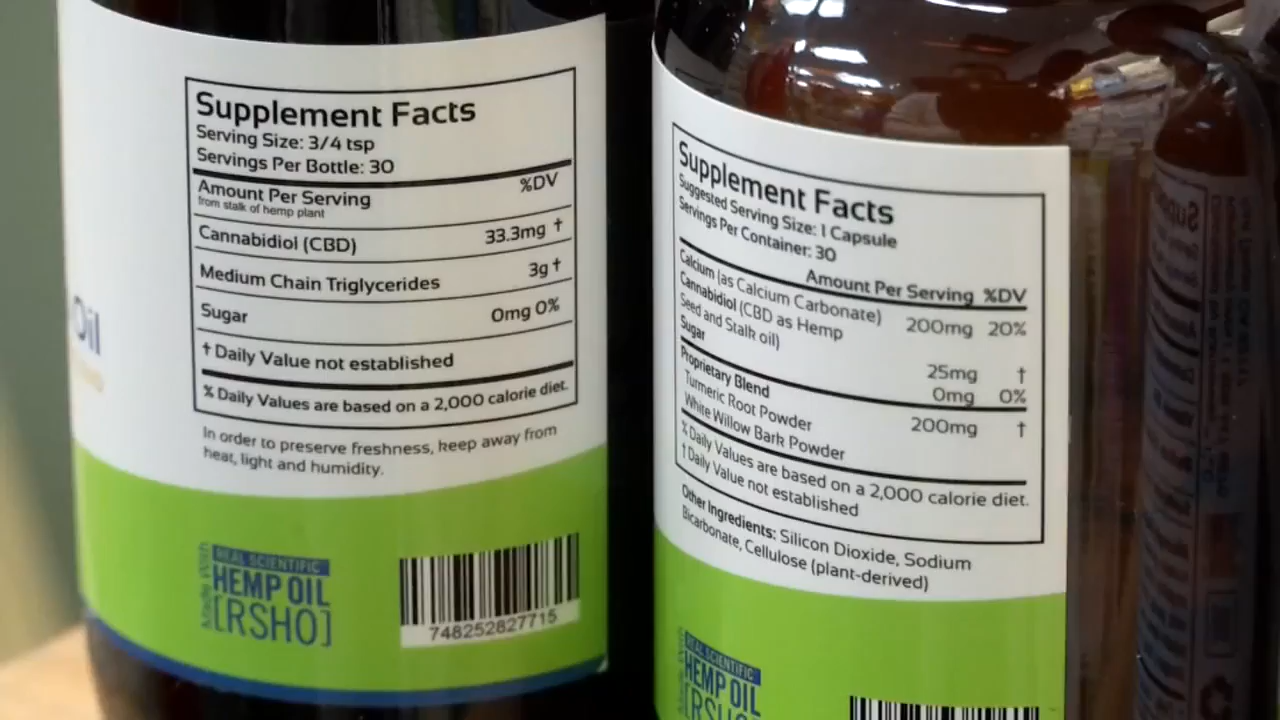 Oil
Supplement Facts
Serving Size: 3/4 tsp
Servings Per Bottle: 30
Amount Per Serving %DV
from stalk of hemp plant
Cannabidiol (CBD) 33.3mg †
Medium Chain Triglycerides 3g †
Sugar 0mg 0%
† Daily Value not established
% Daily Values are based on a 2,000 calorie diet.
In order to preserve freshness, keep away from
heat, light and humidity.
Made With
REAL SCIENTIFIC
HEMP OIL
[RSHO]
748252827715
Supplement Facts
Suggested Serving Size: 1 Capsule
Servings Per Container: 30
Amount Per Serving %DV
Calcium (as Calcium Carbonate) 200mg 20%
Cannabidiol (CBD as Hemp
Seed and Stalk oil) 25mg †
Sugar 0mg 0%
Proprietary Blend 200mg †
Turmeric Root Powder
White Willow Bark Powder
% Daily Values are based on a 2,000 calorie diet.
† Daily Value not established
Other Ingredients: Silicon Dioxide, Sodium
Bicarbonate, Cellulose (plant-derived)
Made With
REAL SCIENTIFIC
HEMP OIL
[RSHO]